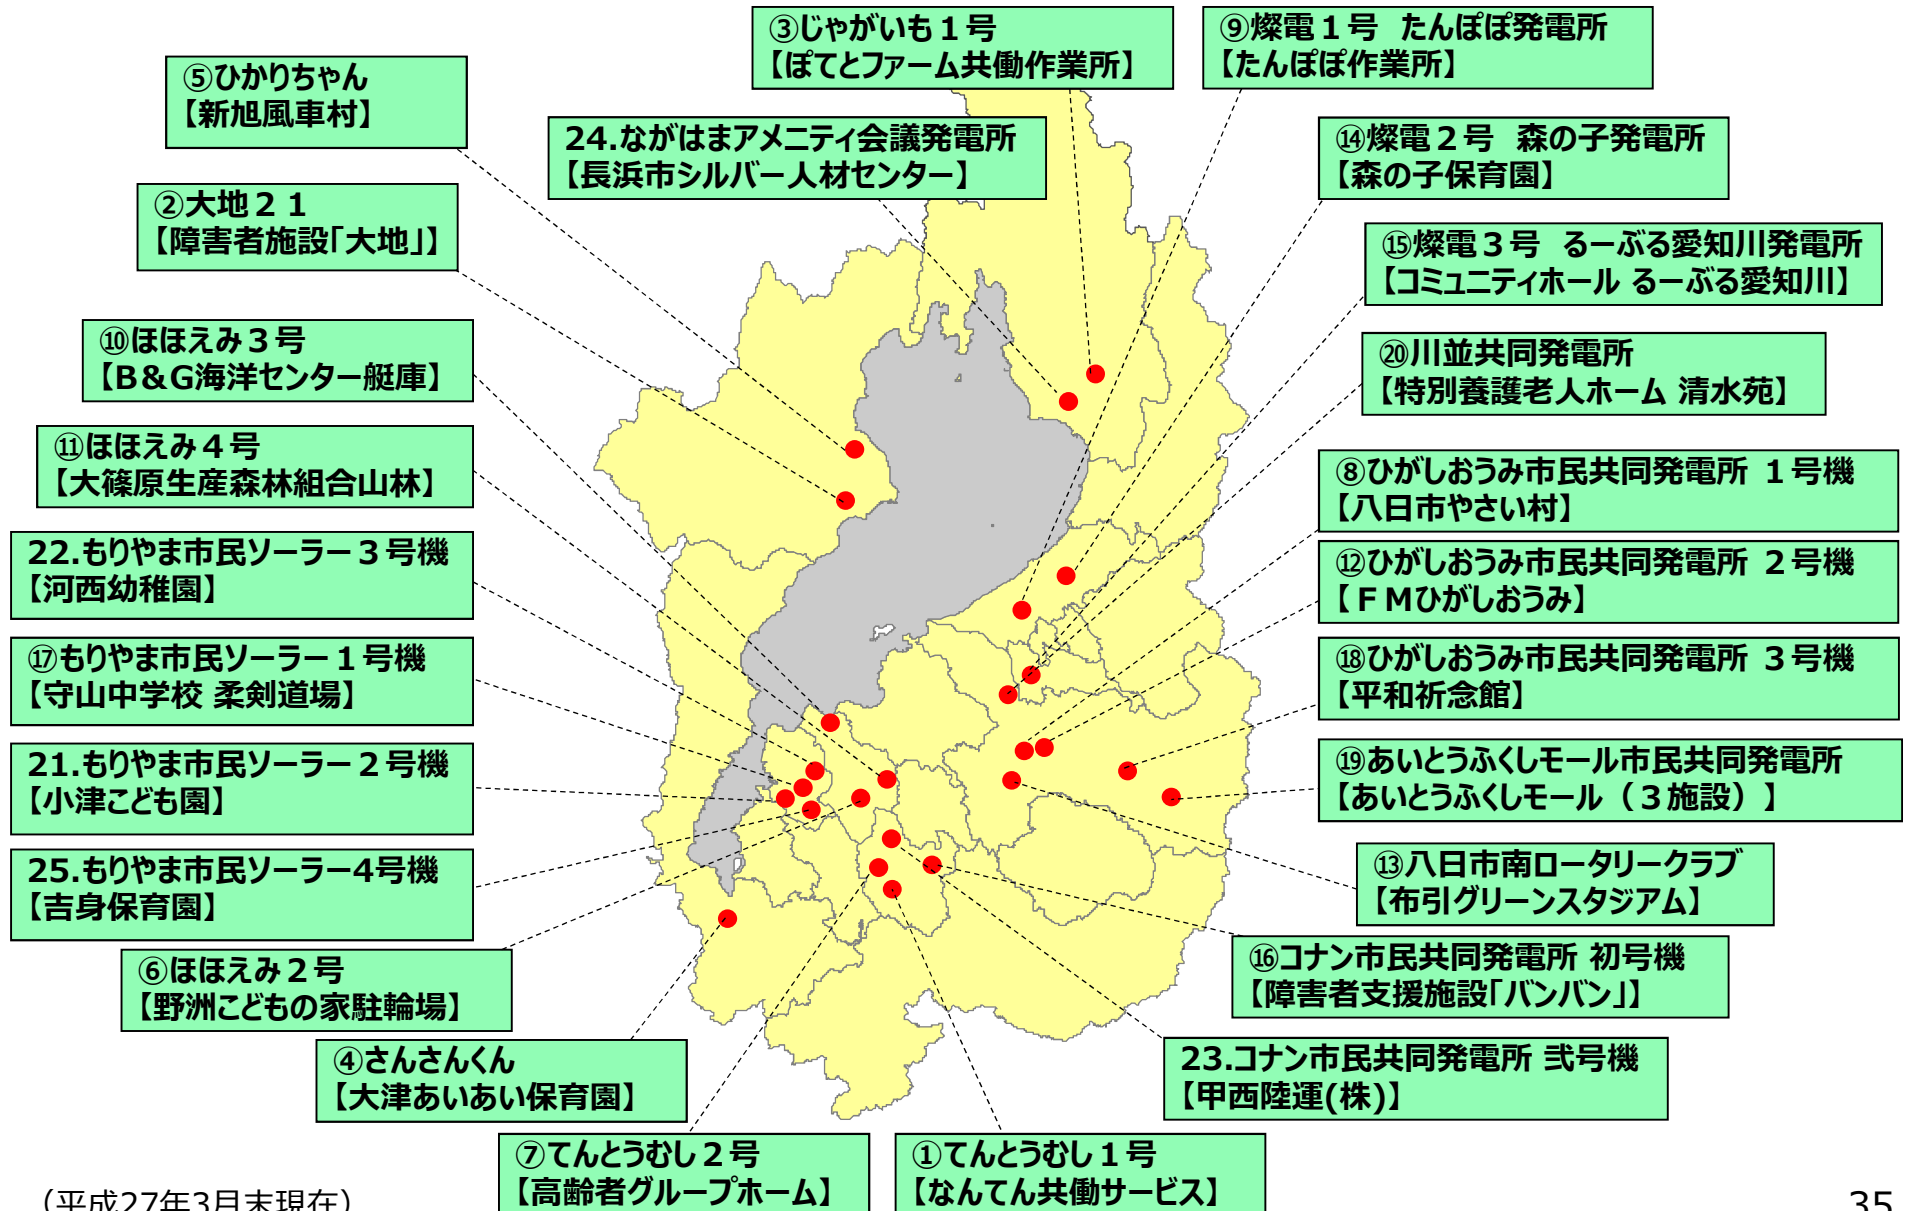 ③じゃがいも１号
【ぽてとファーム共働作業所】
⑨燦電１号 たんぽぽ発電所
【たんぽぽ作業所】
⑤ひかりちゃん
【新旭風車村】
24.ながはまアメニティ会議発電所
【長浜市シルバー人材センター】
⑭燦電２号 森の子発電所
【森の子保育園】
②大地２１
【障害者施設「大地」】
⑮燦電３号 るーぶる愛知川発電所
【コミュニティホール るーぶる愛知川】
⑩ほほえみ３号
【B&G海洋センター艇庫】
⑳川並共同発電所
【特別養護老人ホーム 清水苑】
⑪ほほえみ４号
【大篠原生産森林組合山林】
⑧ひがしおうみ市民共同発電所 １号機
【八日市やさい村】
22.もりやま市民ソーラー３号機
【河西幼稚園】
⑫ひがしおうみ市民共同発電所 ２号機
【ＦＭひがしおうみ】
⑰もりやま市民ソーラー１号機
【守山中学校 柔剣道場】
⑱ひがしおうみ市民共同発電所 ３号機
【平和祈念館】
21.もりやま市民ソーラー２号機
【小津こども園】
⑲あいとうふくしモール市民共同発電所
【あいとうふくしモール（３施設）】
25.もりやま市民ソーラー4号機
【吉身保育園】
⑬八日市南ロータリークラブ
【布引グリーンスタジアム】
⑥ほほえみ２号
【野洲こどもの家駐輪場】
⑯コナン市民共同発電所 初号機
【障害者支援施設「バンバン」】
④さんさんくん
【大津あいあい保育園】
23.コナン市民共同発電所 弐号機
【甲西陸運(株)】
⑦てんとうむし２号
【高齢者グループホーム】
①てんとうむし１号
【なんてん共働サービス】
（平成27年3月末現在）
35